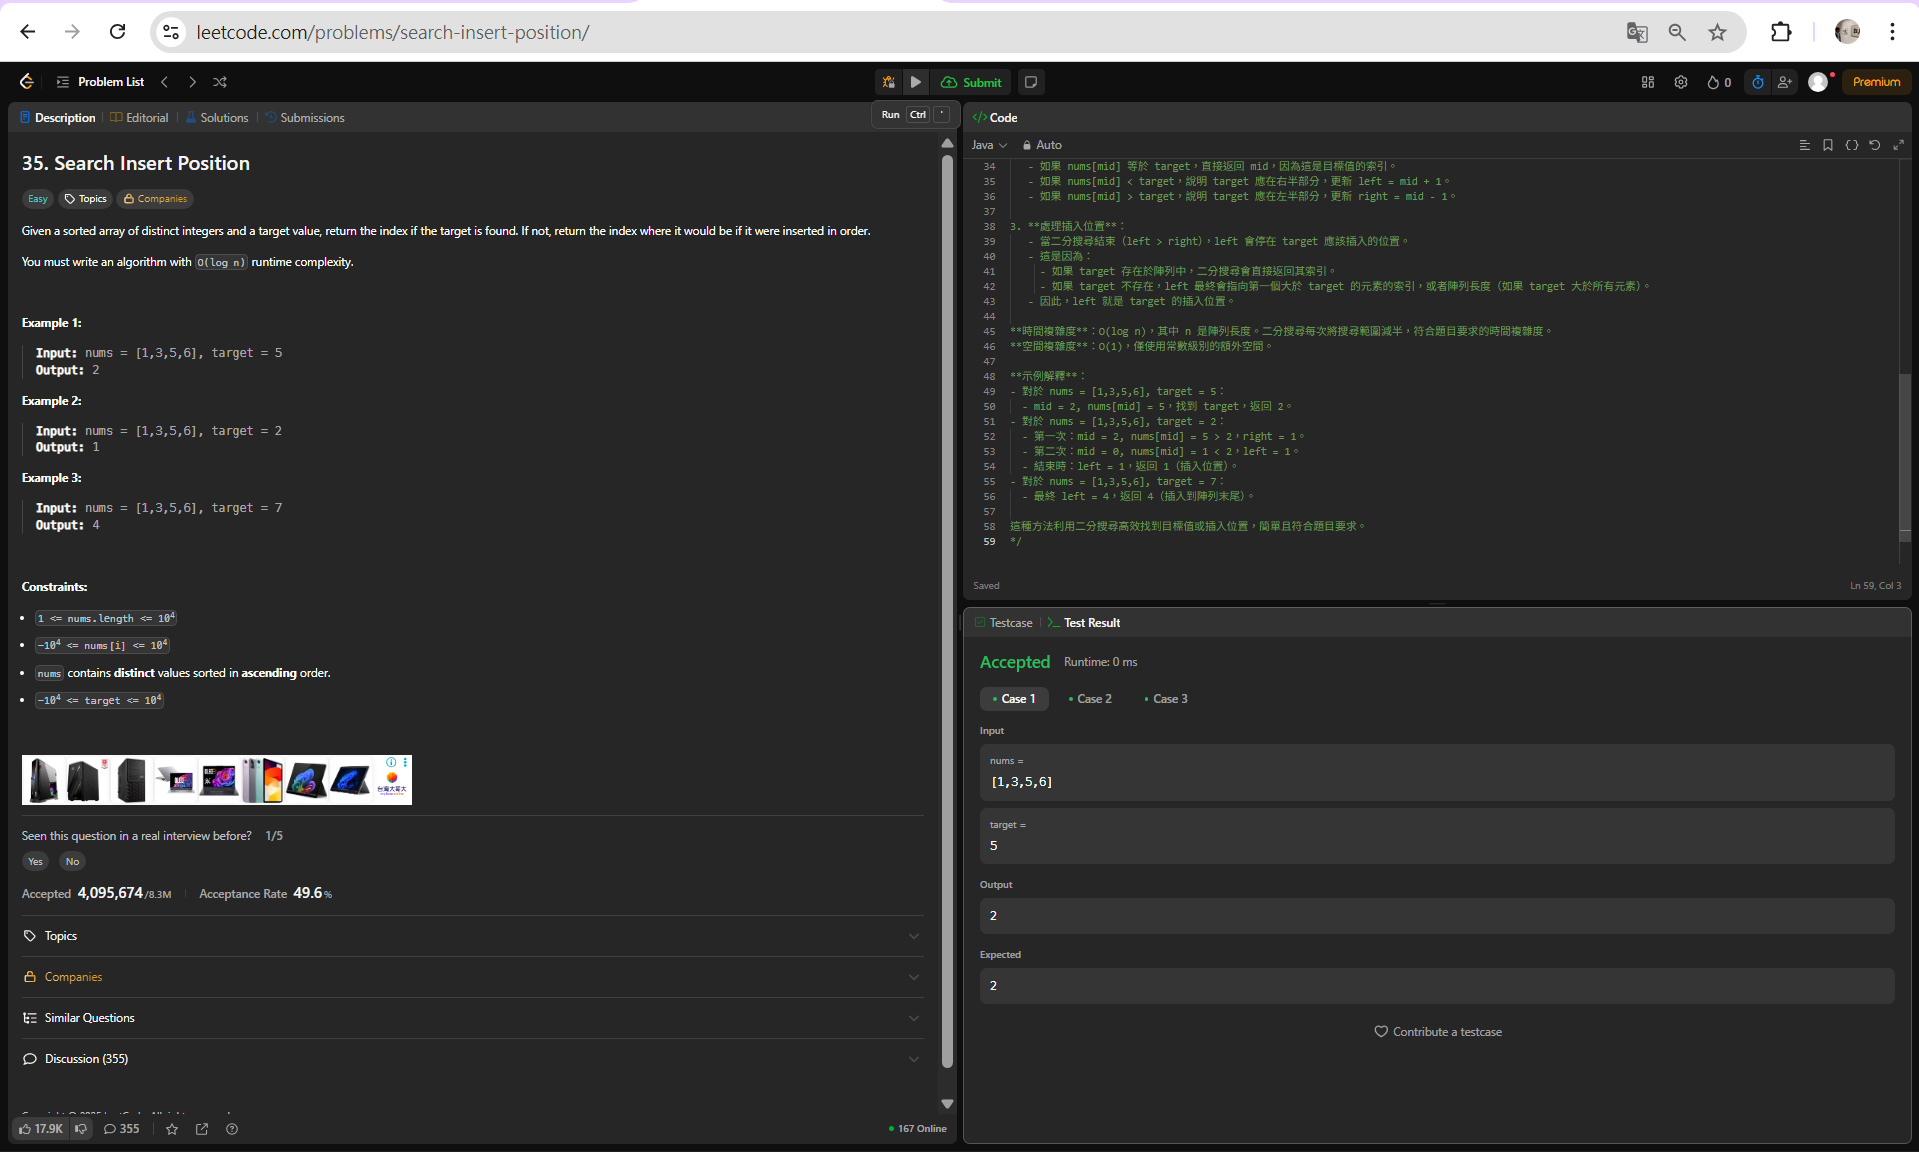 leetcode.com/problems/search-insert-position/
Problem List
Submit
0
Premium
Description
Editorial
Solutions
Submissions
Run Ctrl '
35. Search Insert Position
Easy
Topics
Companies
Given a sorted array of distinct integers and a target value, return the index if the target is found. If not, return the index where it would be if it were inserted in order.
You must write an algorithm with O(log n) runtime complexity.
Example 1:
Input: nums = [1,3,5,6], target = 5
Output: 2
Example 2:
Input: nums = [1,3,5,6], target = 2
Output: 1
Example 3:
Input: nums = [1,3,5,6], target = 7
Output: 4
Constraints:
1 <= nums.length <= 10⁴
-10⁴ <= nums[i] <= 10⁴
nums contains distinct values sorted in ascending order.
-10⁴ <= target <= 10⁴
台灣大哥大
Seen this question in a real interview before? 1/5
Yes
No
Accepted 4,095,674/8.3M
Acceptance Rate 49.6%
Topics
Companies
Similar Questions
Discussion (355)
17.9K
355
167 Online
Code
Java
Auto
34 - 如果 nums[mid] 等於 target，直接返回 mid，因為這是目標值的索引。
35 - 如果 nums[mid] < target，說明 target 應在右半部分，更新 left = mid + 1。
36 - 如果 nums[mid] > target，說明 target 應在左半部分，更新 right = mid - 1。
37
38 3. **處理插入位置**：
39 - 當二分搜尋結束（left > right），left 會停在 target 應該插入的位置。
40 - 這是因為：
41 - 如果 target 存在於陣列中，二分搜尋會直接返回其索引。
42 - 如果 target 不存在，left 最終會指向第一個大於 target 的元素的索引，或者陣列長度（如果 target 大於所有元素）。
43 - 因此，left 就是 target 的插入位置。
44
45 **時間複雜度**：O(log n)，其中 n 是陣列長度。二分搜尋每次將搜尋範圍減半，符合題目要求的時間複雜度。
46 **空間複雜度**：O(1)，僅使用常數級別的額外空間。
47
48 **示例解釋**：
49 - 對於 nums = [1,3,5,6], target = 5：
50 - mid = 2, nums[mid] = 5，找到 target，返回 2。
51 - 對於 nums = [1,3,5,6], target = 2：
52 - 第一次：mid = 2, nums[mid] = 5 > 2，right = 1。
53 - 第二次：mid = 0, nums[mid] = 1 < 2，left = 1。
54 - 結束時：left = 1，返回 1（插入位置）。
55 - 對於 nums = [1,3,5,6], target = 7：
56 - 最終 left = 4，返回 4（插入到陣列末尾）。
57
58 這種方法利用二分搜尋高效找到目標值或插入位置，簡單且符合題目要求。
59 */
Saved
Ln 59, Col 3
Testcase
Test Result
Accepted
Runtime: 0 ms
Case 1
Case 2
Case 3
Input
nums =
[1,3,5,6]
target =
5
Output
2
Expected
2
Contribute a testcase